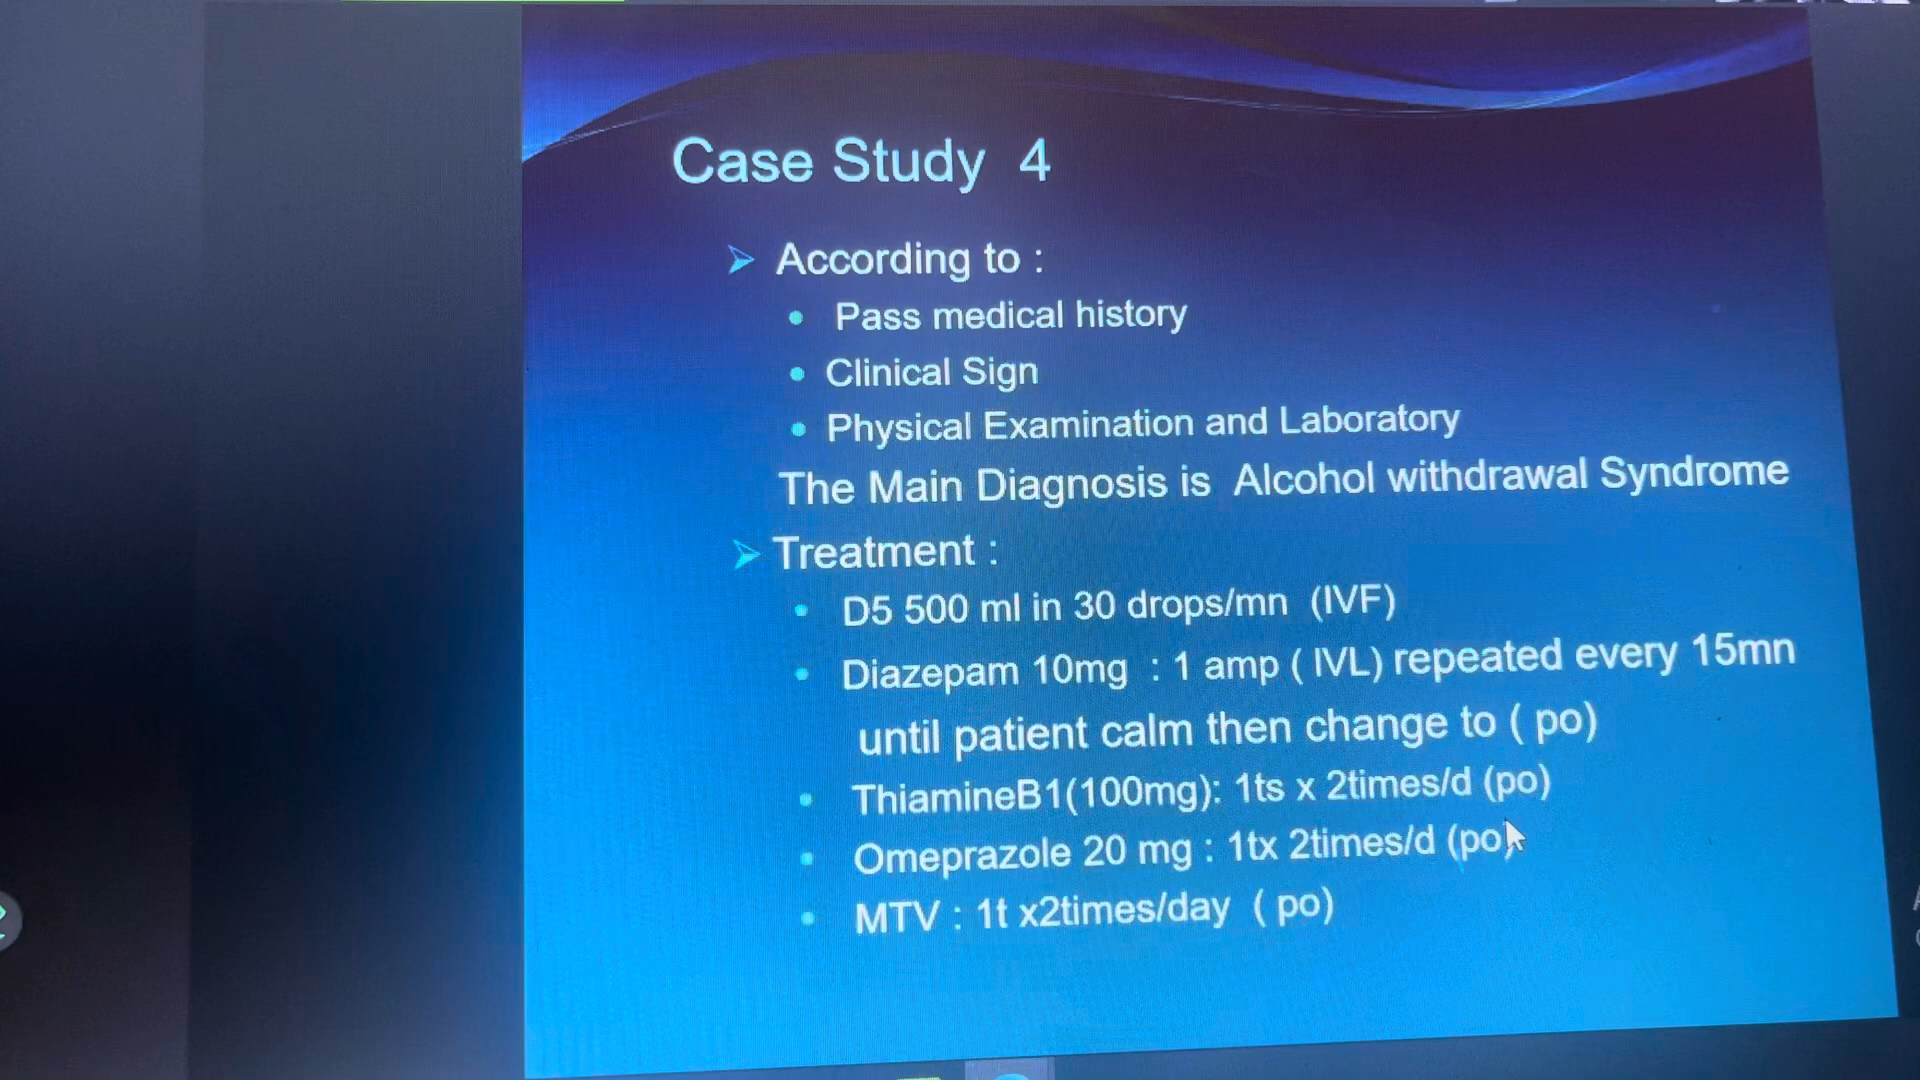 Case Study 4
According to :
Pass medical history
Clinical Sign
Physical Examination and Laboratory
The Main Diagnosis is Alcohol withdrawal Syndrome
Treatment :
D5 500 ml in 30 drops/mn (IVF)
Diazepam 10mg : 1 amp ( IVL) repeated every 15mn
until patient calm then change to ( po)
ThiamineB1(100mg): 1ts x 2times/d (po)
Omeprazole 20 mg : 1tx 2times/d (po)
MTV : 1t x2times/day ( po)